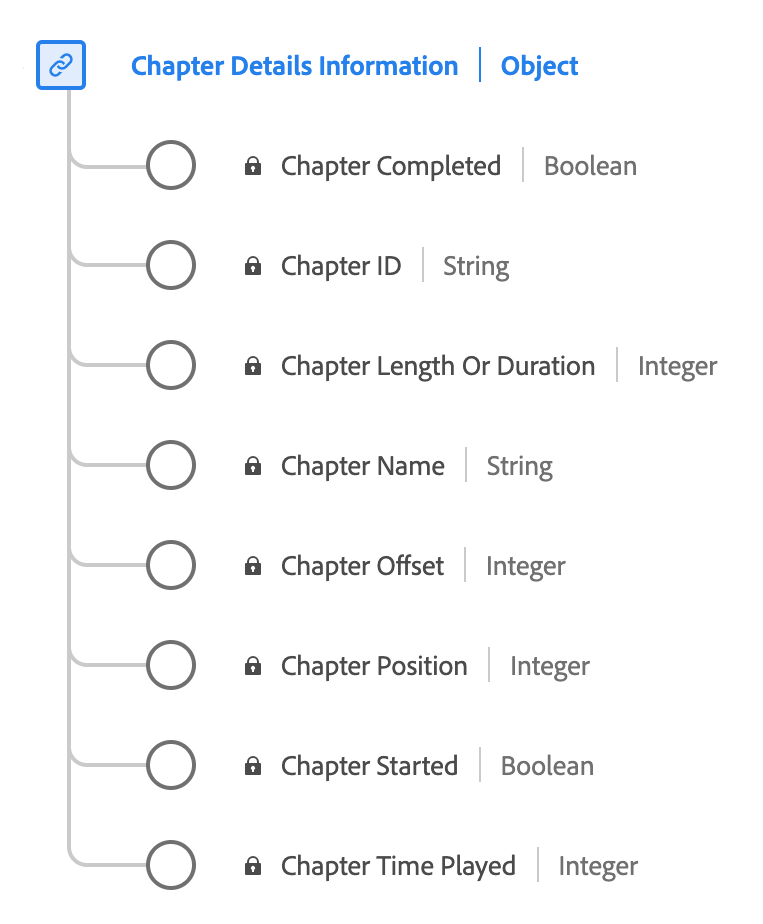 Chapter Details Information | Object
Chapter Completed | Boolean
Chapter ID | String
Chapter Length Or Duration | Integer
Chapter Name | String
Chapter Offset | Integer
Chapter Position | Integer
Chapter Started | Boolean
Chapter Time Played | Integer